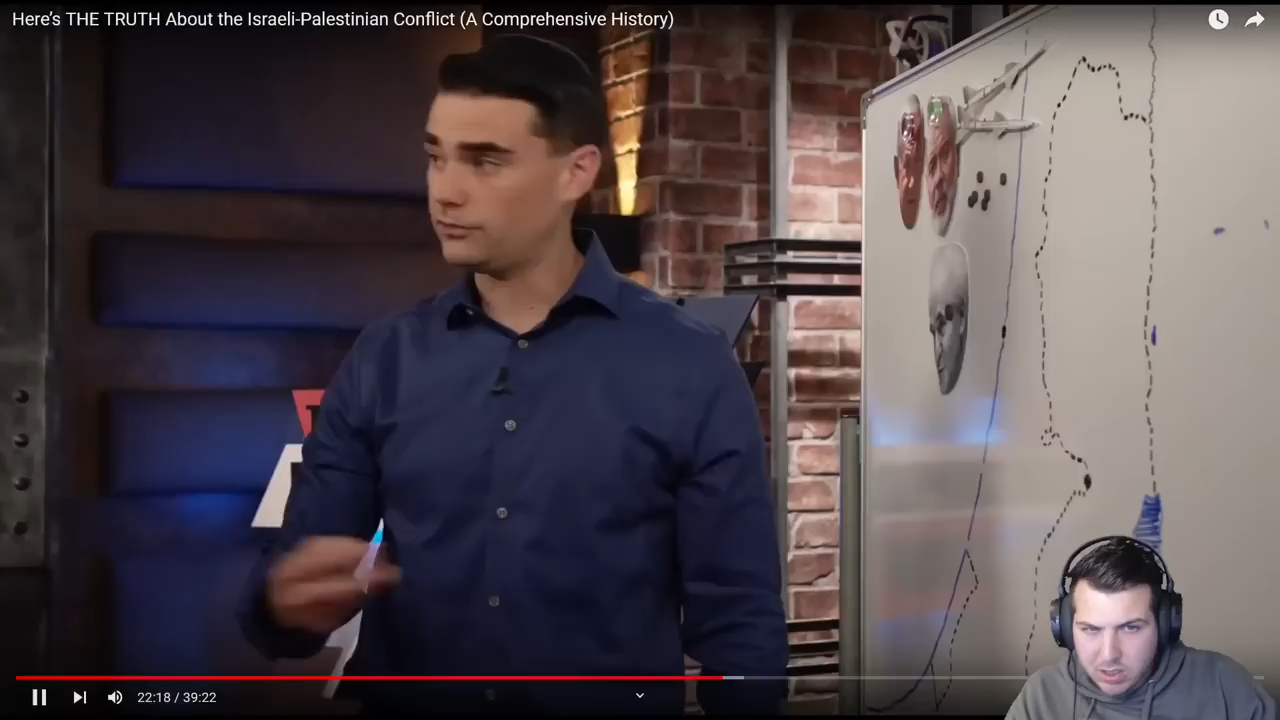 Here’s THE TRUTH About the Israeli-Palestinian Conflict (A Comprehensive History)
22:18 / 39:22